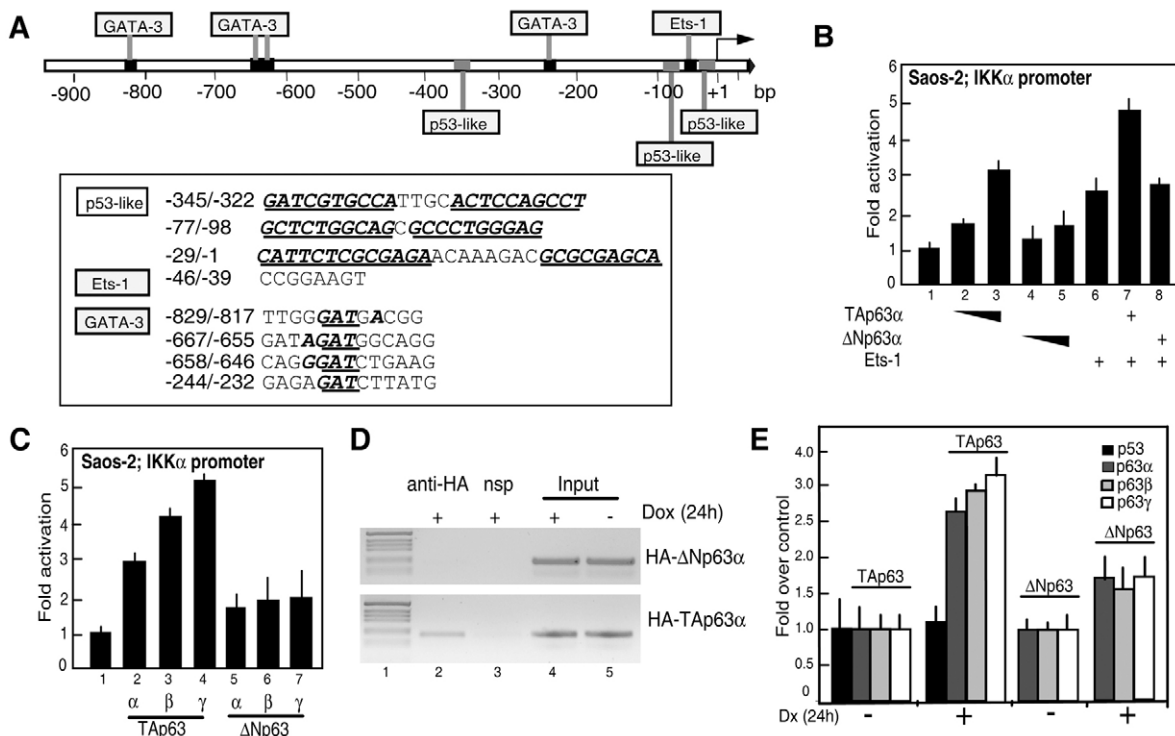 A
GATA-3
GATA-3
GATA-3
Ets-1
-900 -800 -700 -600 -500 -400 -300 -200 -100 +1 bp
p53-like
p53-like
p53-like
p53-like
-345/-322 GATCGTGCCATTGCACTCCAGCCT
-77/-98 GCTCTGGCAGCGCCCTGGGAG
-29/-1 CATTCTCGCGAGAACAAAGACGCGCGAGCA
Ets-1
-46/-39 CCGGAAGT
GATA-3
-829/-817 TTGGGATGACGG
-667/-655 GATAGATGGCAGG
-658/-646 CAGGGATCTGAAG
-244/-232 GAGAGATCTTATG
B
Saos-2; IKKα promoter
Fold activation
6
5
4
3
2
1
0
1 2 3 4 5 6 7 8
TAp63α +
ΔNp63α +
Ets-1 + + +
C
Saos-2; IKKα promoter
Fold activation
6
5
4
3
2
1
0
1 2 3 4 5 6 7
α β γ α β γ
TAp63 ΔNp63
D
anti-HA nsp Input
+ + + - Dox (24h)
HA-ΔNp63α
HA-TAp63α
1 2 3 4 5
E
Fold over control
4.0
3.0
2.0
1.0
0.5
0
TAp63
TAp63
ΔNp63
ΔNp63
p53
p63α
p63β
p63γ
Dx (24h) - + - +